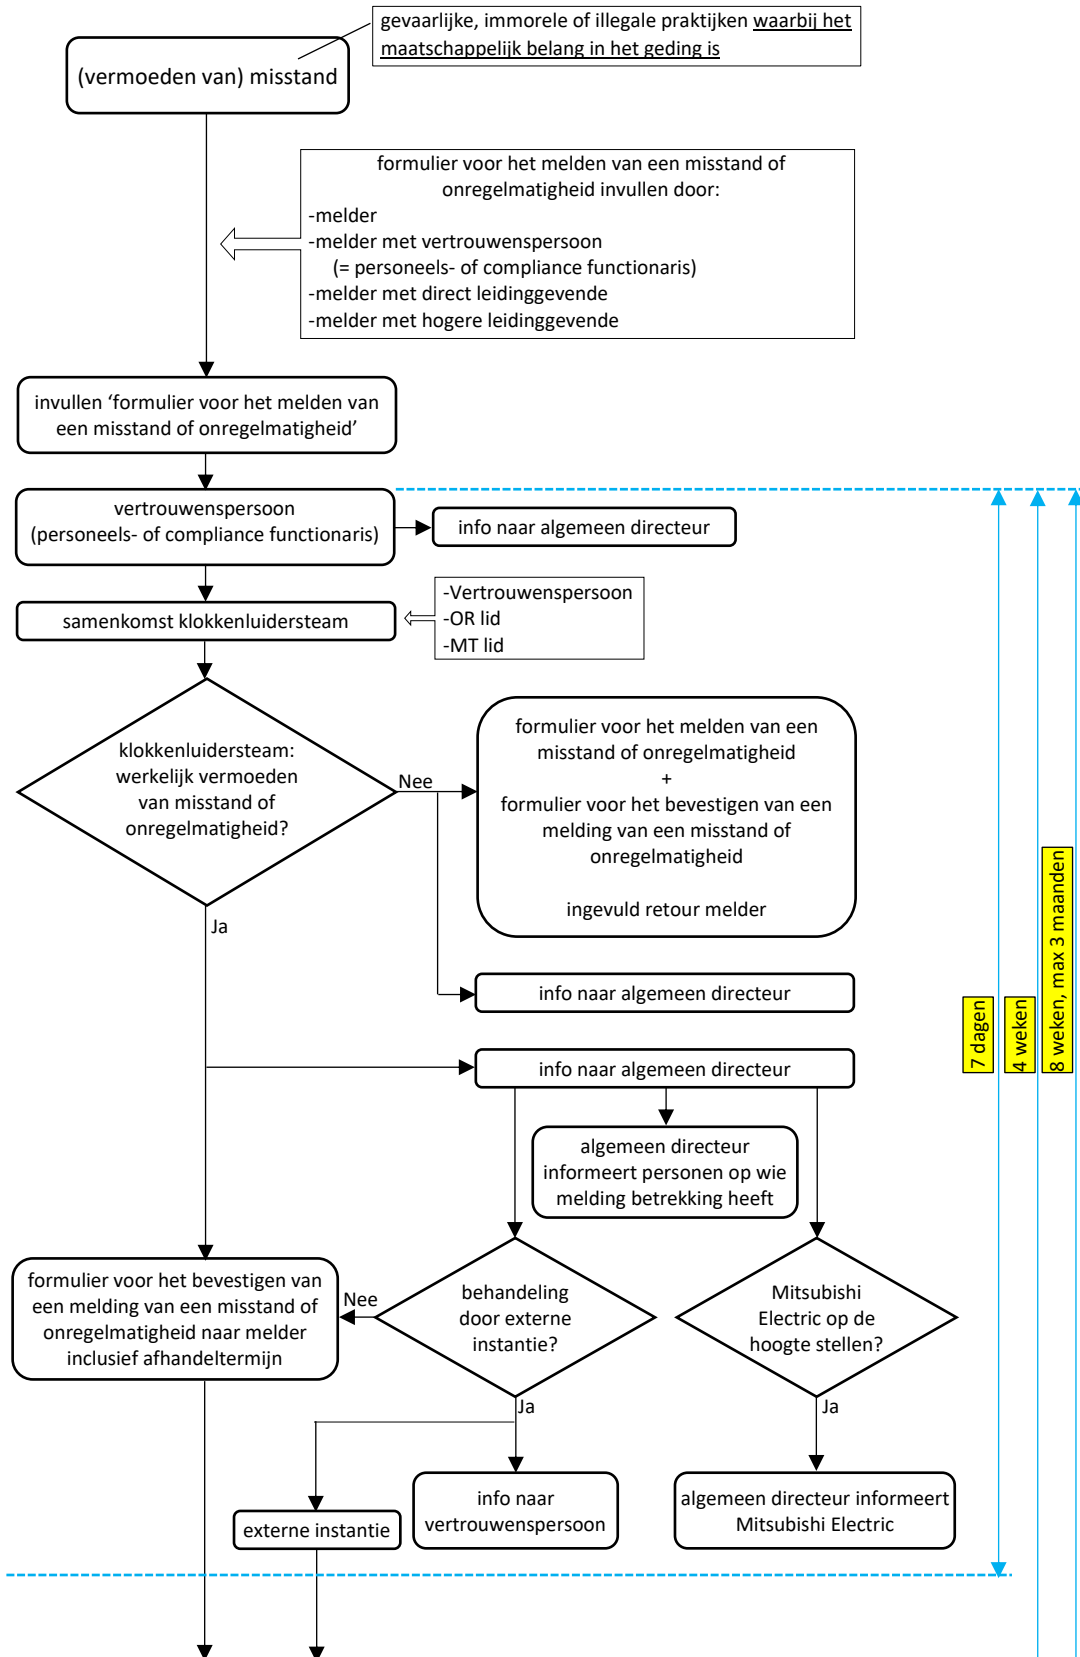 gevaarlijke, immorele of illegale praktijken waarbij het
maatschappelijk belang in het geding is
(vermoeden van) misstand
formulier voor het melden van een misstand of
onregelmatigheid invullen door:
-melder
-melder met vertrouwenspersoon
(= personeels- of compliance functionaris)
-melder met direct leidinggevende
-melder met hogere leidinggevende
invullen ‘formulier voor het melden van
een misstand of onregelmatigheid’
vertrouwenspersoon
(personeels- of compliance functionaris)
info naar algemeen directeur
samenkomst klokkenluidersteam
-Vertrouwenspersoon
-OR lid
-MT lid
klokkenluidersteam:
werkelijk vermoeden
van misstand of
onregelmatigheid?
Nee
formulier voor het melden van een
misstand of onregelmatigheid
+
formulier voor het bevestigen van een
melding van een misstand of
onregelmatigheid
ingevuld retour melder
Ja
info naar algemeen directeur
info naar algemeen directeur
7 dagen
4 weken
8 weken, max 3 maanden
algemeen directeur
informeert personen op wie
melding betrekking heeft
formulier voor het bevestigen van
een melding van een misstand of
onregelmatigheid naar melder
inclusief afhandeltermijn
Nee
behandeling
door externe
instantie?
Mitsubishi
Electric op de
hoogte stellen?
Ja
Ja
externe instantie
info naar
vertrouwenspersoon
algemeen directeur informeert
Mitsubishi Electric